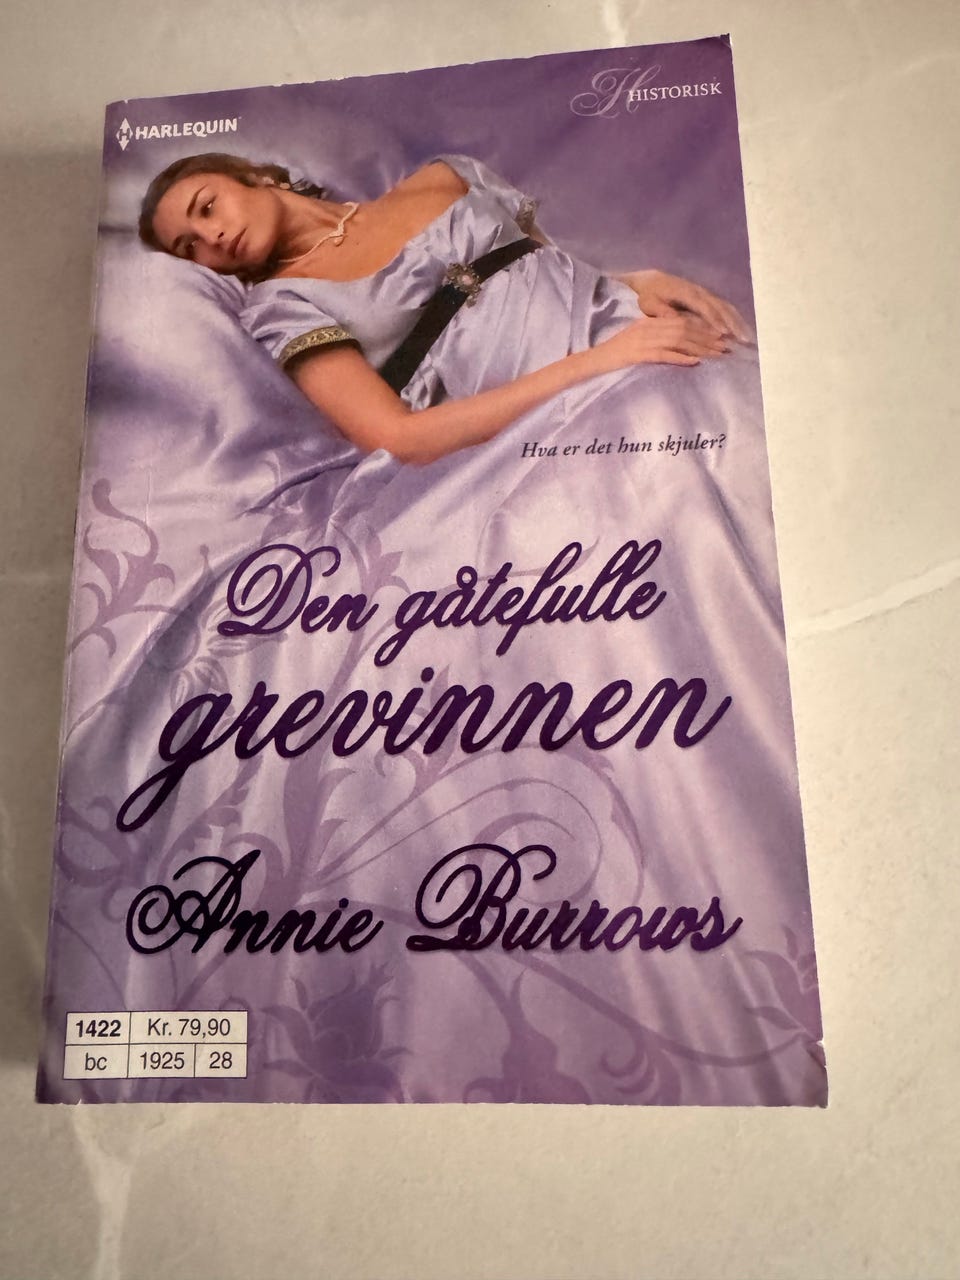 HARLEQUIN
HISTORISK
Hva er det hun skjuler?
Den gåtefulle
grevinnen
Annie Burrows
1422 Kr. 79,90
bc 1925 28